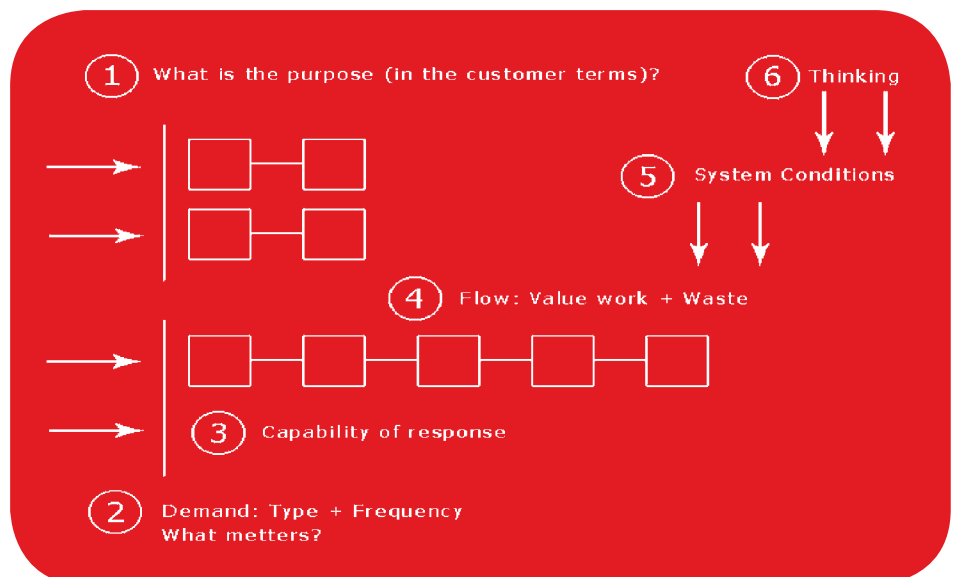 1 What is the purpose (in the customer terms)?
6 Thinking
5 System Conditions
4 Flow: Value work + Waste
3 Capability of response
2 Demand: Type + Frequency
What metters?